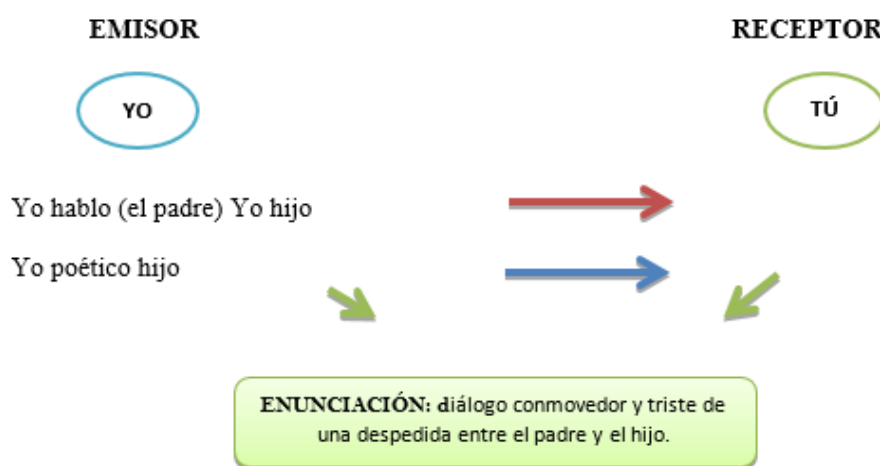 EMISOR RECEPTOR
YO TÚ
Yo hablo (el padre) Yo hijo
Yo poético hijo
ENUNCIACIÓN: diálogo conmovedor y triste de
una despedida entre el padre y el hijo.